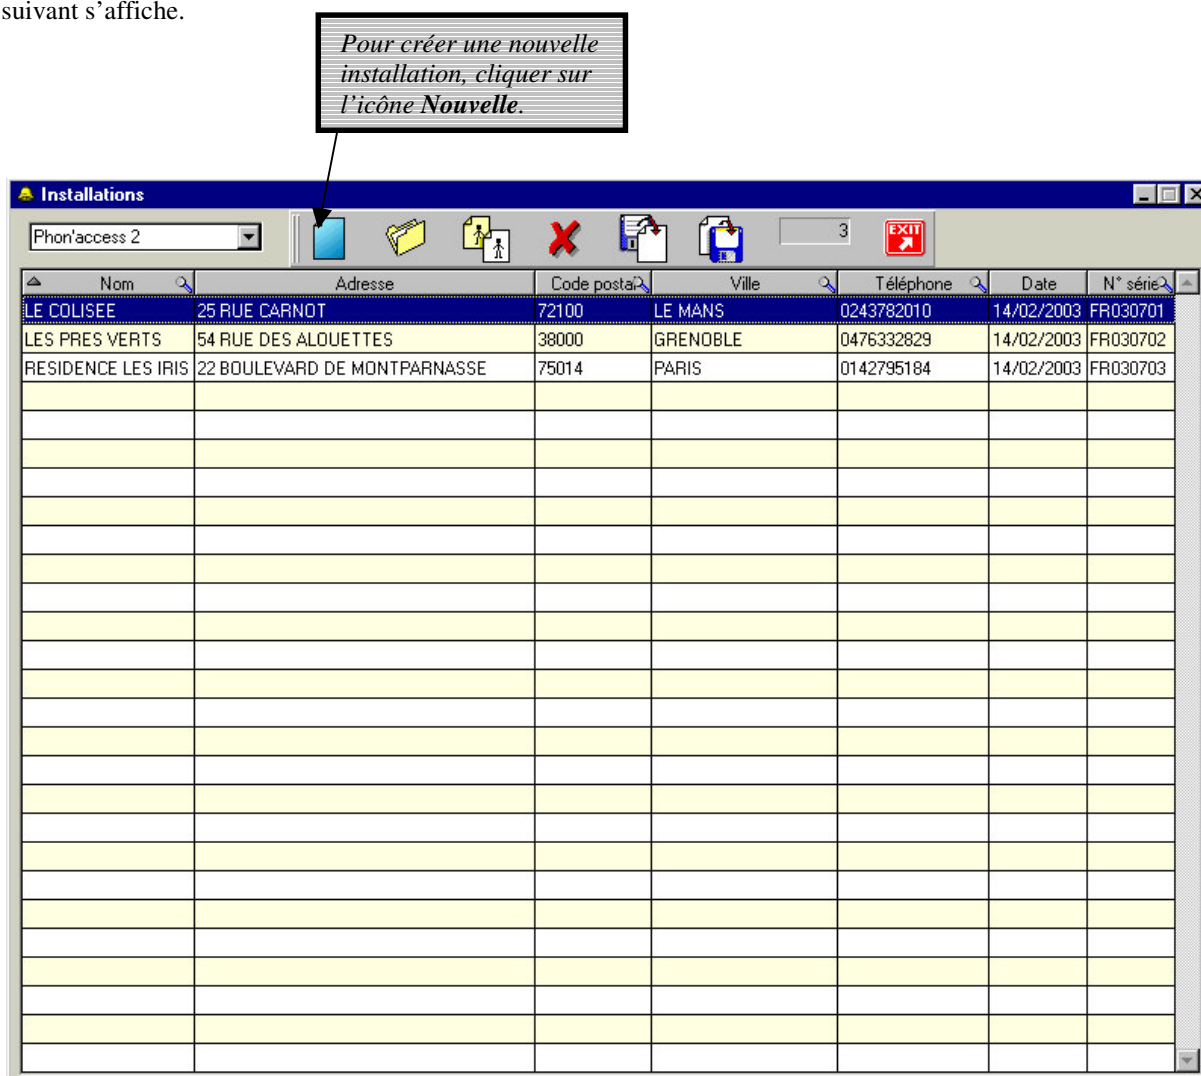 suivant s’affiche.
Pour créer une nouvelle
installation, cliquer sur
l’icône Nouvelle.
Installations
Phon'access 2 3 EXIT
Nom Adresse Code postal Ville Téléphone Date N° série
LE COLISEE 25 RUE CARNOT 72100 LE MANS 0243782010 14/02/2003 FR030701
LES PRES VERTS 54 RUE DES ALOUETTES 38000 GRENOBLE 0476332829 14/02/2003 FR030702
RESIDENCE LES IRIS 22 BOULEVARD DE MONTPARNASSE 75014 PARIS 0142795184 14/02/2003 FR030703